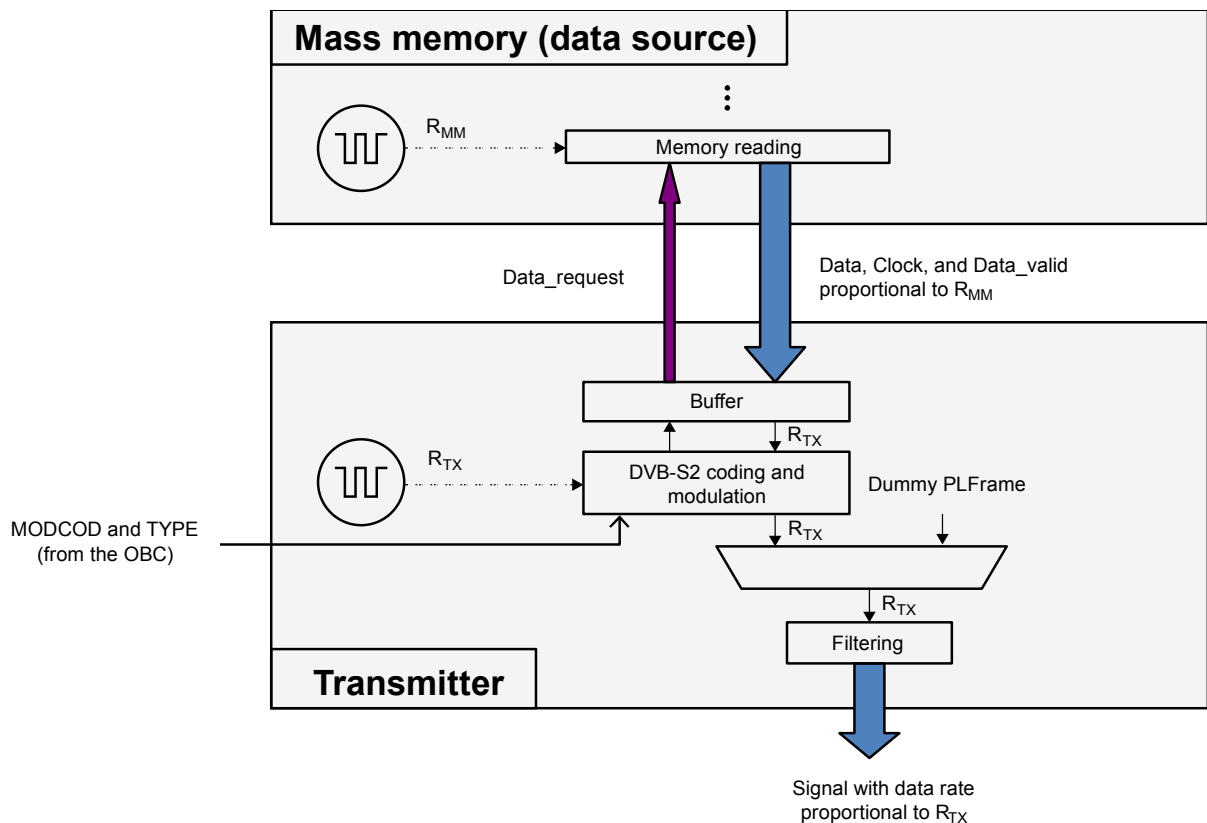 Mass memory (data source)
R_MM
Memory reading
Data_request
Data, Clock, and Data_valid
proportional to R_MM
Buffer
R_TX
R_TX
DVB-S2 coding and
modulation
Dummy PLFrame
MODCOD and TYPE
(from the OBC)
R_TX
R_TX
Filtering
Transmitter
Signal with data rate
proportional to R_TX